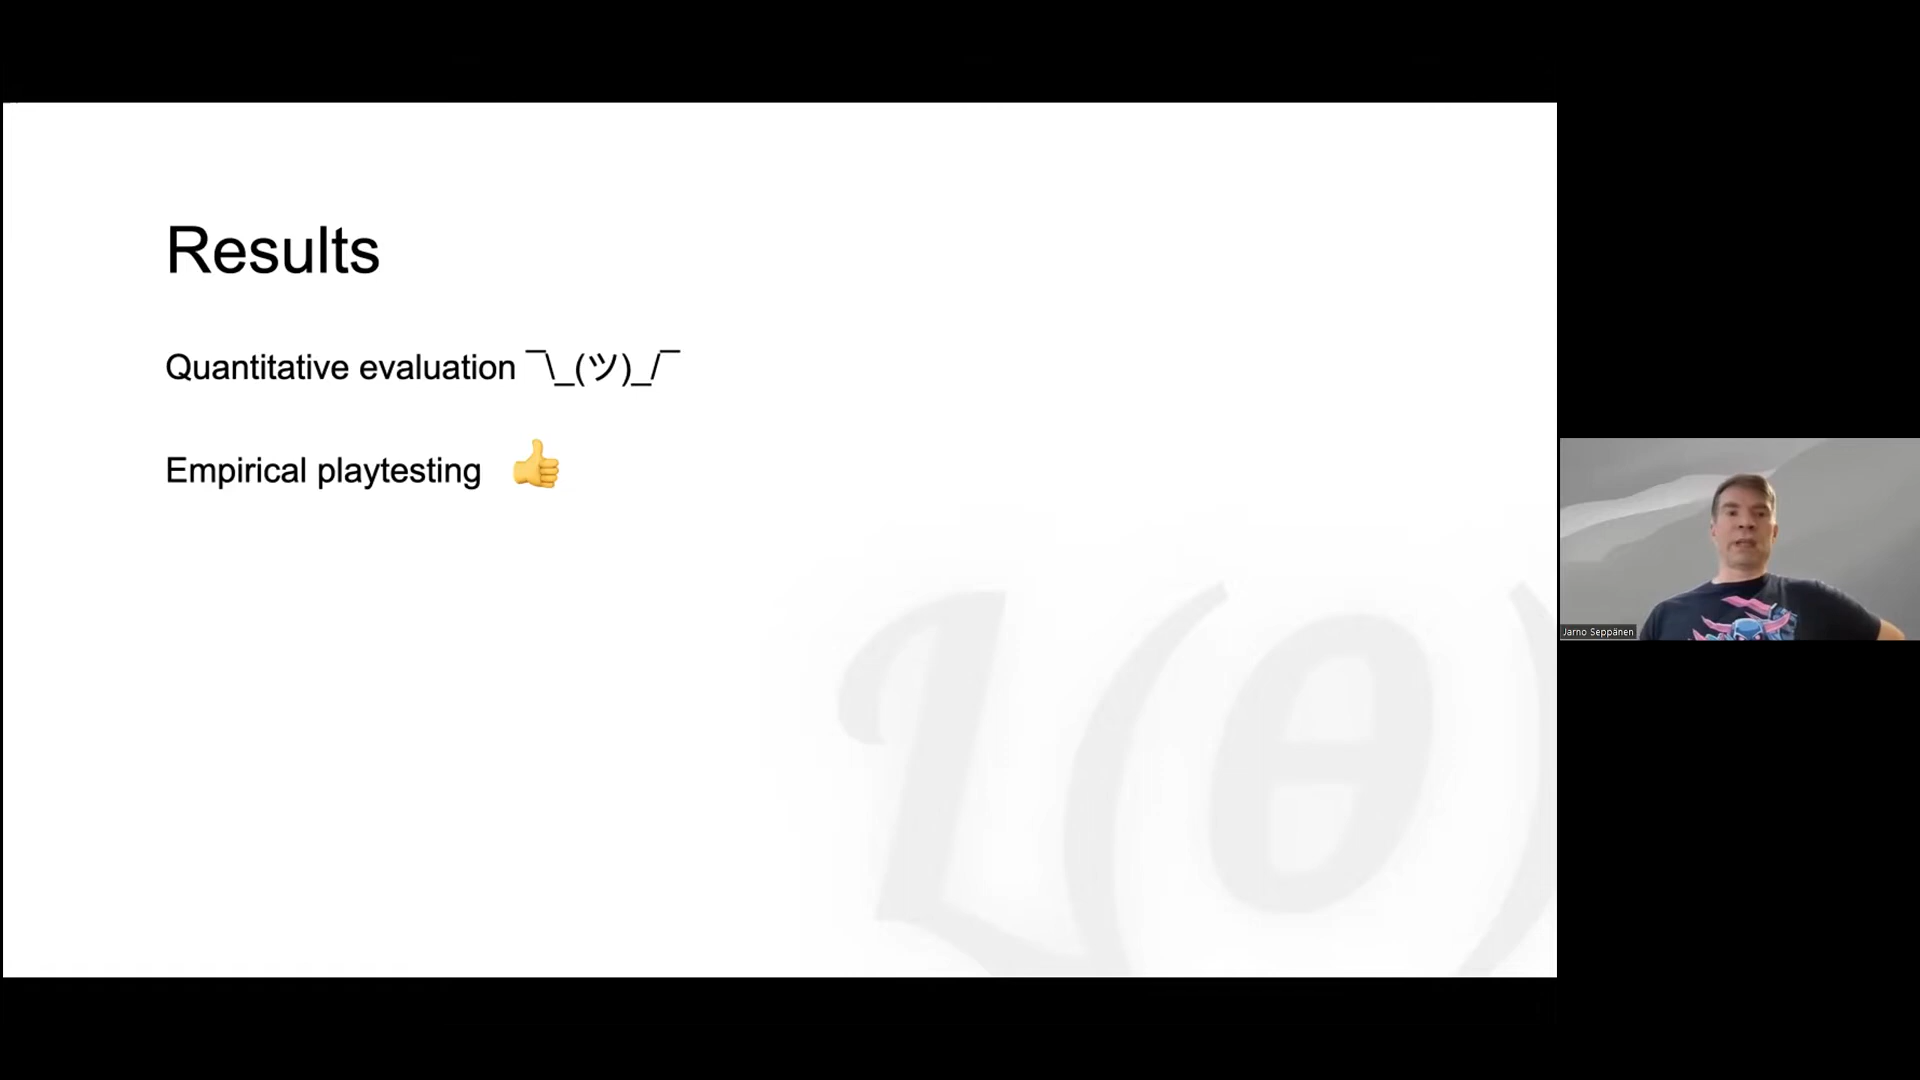 Results
Quantitative evaluation ¯\_(ツ)_/¯
Empirical playtesting 👍
L(θ)
Jarno Seppänen